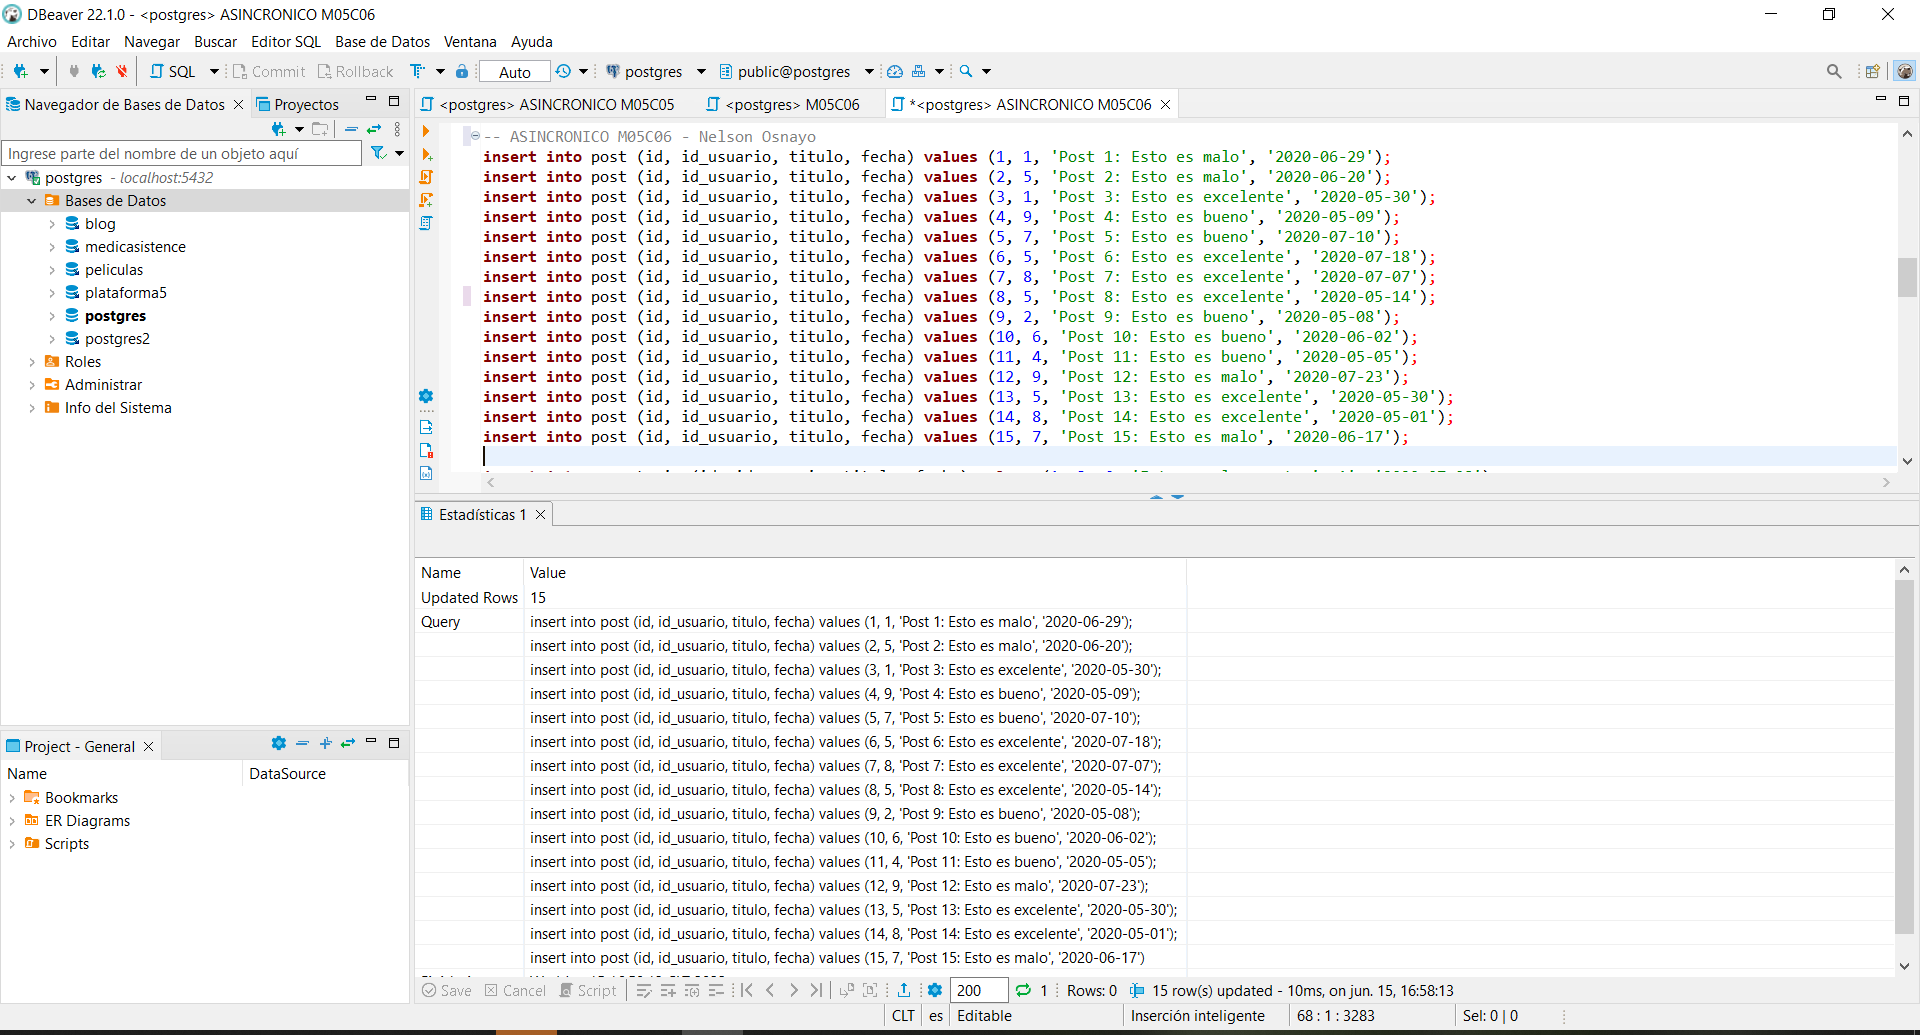 DBeaver 22.1.0 - <postgres> ASINCRONICO M05C06
Archivo Editar Navegar Buscar Editor SQL Base de Datos Ventana Ayuda
SQL Commit Rollback Auto postgres public@postgres
Navegador de Bases de Datos Proyectos
Ingrese parte del nombre de un objeto aquí
postgres - localhost:5432
Bases de Datos
blog
medicasistence
peliculas
plataforma5
postgres
postgres2
Roles
Administrar
Info del Sistema
Project - General
Name DataSource
Bookmarks
ER Diagrams
Scripts
<postgres> ASINCRONICO M05C05 <postgres> M05C06 *<postgres> ASINCRONICO M05C06
-- ASINCRONICO M05C06 - Nelson Osnayo
insert into post (id, id_usuario, titulo, fecha) values (1, 1, 'Post 1: Esto es malo', '2020-06-29');
insert into post (id, id_usuario, titulo, fecha) values (2, 5, 'Post 2: Esto es malo', '2020-06-20');
insert into post (id, id_usuario, titulo, fecha) values (3, 1, 'Post 3: Esto es excelente', '2020-05-30');
insert into post (id, id_usuario, titulo, fecha) values (4, 9, 'Post 4: Esto es bueno', '2020-05-09');
insert into post (id, id_usuario, titulo, fecha) values (5, 7, 'Post 5: Esto es bueno', '2020-07-10');
insert into post (id, id_usuario, titulo, fecha) values (6, 5, 'Post 6: Esto es excelente', '2020-07-18');
insert into post (id, id_usuario, titulo, fecha) values (7, 8, 'Post 7: Esto es excelente', '2020-07-07');
insert into post (id, id_usuario, titulo, fecha) values (8, 5, 'Post 8: Esto es excelente', '2020-05-14');
insert into post (id, id_usuario, titulo, fecha) values (9, 2, 'Post 9: Esto es bueno', '2020-05-08');
insert into post (id, id_usuario, titulo, fecha) values (10, 6, 'Post 10: Esto es bueno', '2020-06-02');
insert into post (id, id_usuario, titulo, fecha) values (11, 4, 'Post 11: Esto es bueno', '2020-05-05');
insert into post (id, id_usuario, titulo, fecha) values (12, 9, 'Post 12: Esto es malo', '2020-07-23');
insert into post (id, id_usuario, titulo, fecha) values (13, 5, 'Post 13: Esto es excelente', '2020-05-30');
insert into post (id, id_usuario, titulo, fecha) values (14, 8, 'Post 14: Esto es excelente', '2020-05-01');
insert into post (id, id_usuario, titulo, fecha) values (15, 7, 'Post 15: Esto es malo', '2020-06-17');
Estadísticas 1
Name Value
Updated Rows 15
Query insert into post (id, id_usuario, titulo, fecha) values (1, 1, 'Post 1: Esto es malo', '2020-06-29');
insert into post (id, id_usuario, titulo, fecha) values (2, 5, 'Post 2: Esto es malo', '2020-06-20');
insert into post (id, id_usuario, titulo, fecha) values (3, 1, 'Post 3: Esto es excelente', '2020-05-30');
insert into post (id, id_usuario, titulo, fecha) values (4, 9, 'Post 4: Esto es bueno', '2020-05-09');
insert into post (id, id_usuario, titulo, fecha) values (5, 7, 'Post 5: Esto es bueno', '2020-07-10');
insert into post (id, id_usuario, titulo, fecha) values (6, 5, 'Post 6: Esto es excelente', '2020-07-18');
insert into post (id, id_usuario, titulo, fecha) values (7, 8, 'Post 7: Esto es excelente', '2020-07-07');
insert into post (id, id_usuario, titulo, fecha) values (8, 5, 'Post 8: Esto es excelente', '2020-05-14');
insert into post (id, id_usuario, titulo, fecha) values (9, 2, 'Post 9: Esto es bueno', '2020-05-08');
insert into post (id, id_usuario, titulo, fecha) values (10, 6, 'Post 10: Esto es bueno', '2020-06-02');
insert into post (id, id_usuario, titulo, fecha) values (11, 4, 'Post 11: Esto es bueno', '2020-05-05');
insert into post (id, id_usuario, titulo, fecha) values (12, 9, 'Post 12: Esto es malo', '2020-07-23');
insert into post (id, id_usuario, titulo, fecha) values (13, 5, 'Post 13: Esto es excelente', '2020-05-30');
insert into post (id, id_usuario, titulo, fecha) values (14, 8, 'Post 14: Esto es excelente', '2020-05-01');
insert into post (id, id_usuario, titulo, fecha) values (15, 7, 'Post 15: Esto es malo', '2020-06-17')
Save Cancel Script 200 1 Rows: 0 15 row(s) updated - 10ms, on jun. 15, 16:58:13
CLT es Editable Inserción inteligente 68 : 1 : 3283 Sel: 0 | 0